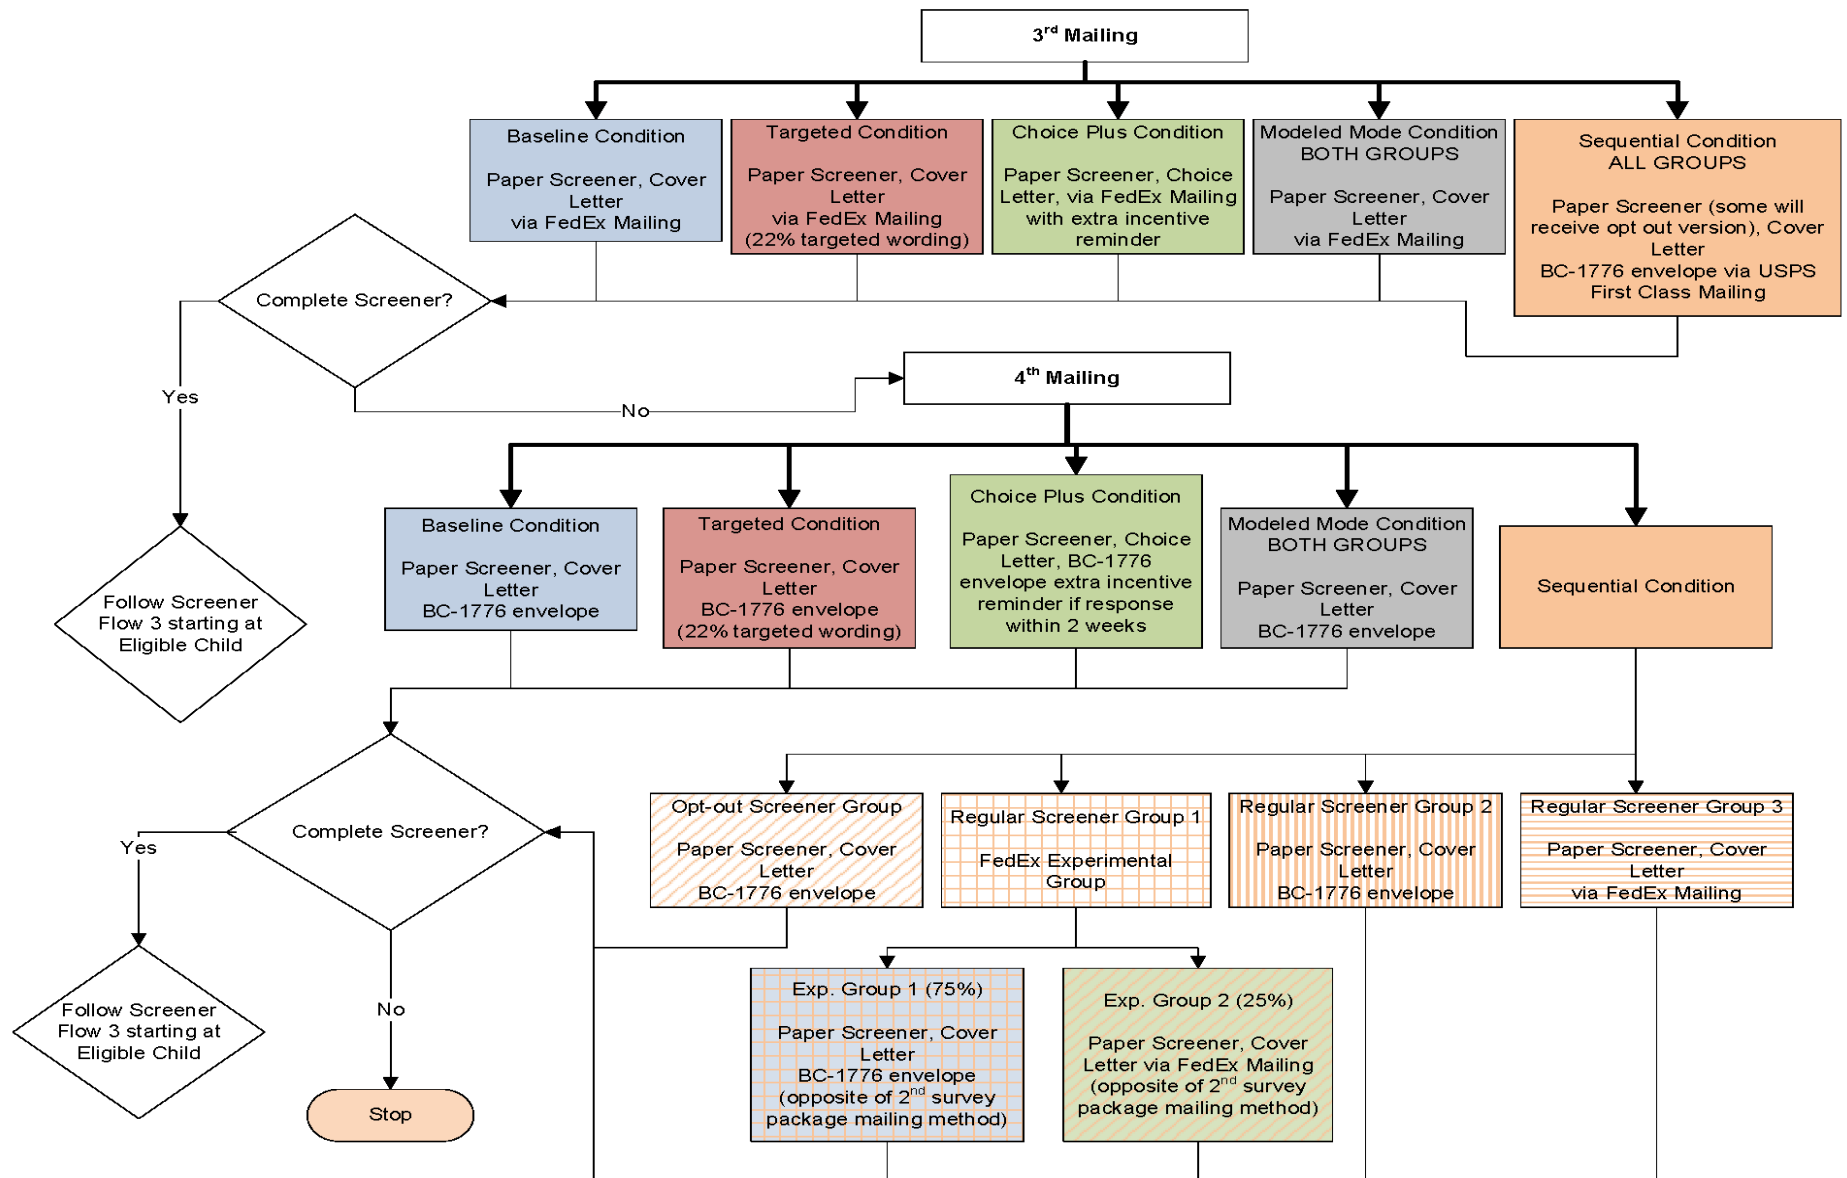 3rd Mailing
Baseline Condition
Paper Screener, Cover
Letter
via FedEx Mailing
Targeted Condition
Paper Screener, Cover
Letter
via FedEx Mailing
(22% targeted wording)
Choice Plus Condition
Paper Screener, Choice
Letter, via FedEx Mailing
with extra incentive
reminder
Modeled Mode Condition
BOTH GROUPS
Paper Screener, Cover
Letter
via FedEx Mailing
Sequential Condition
ALL GROUPS
Paper Screener (some will
receive opt out version), Cover
Letter
BC-1776 envelope via USPS
First Class Mailing
Complete Screener?
Yes
No
4th Mailing
Follow Screener
Flow 3 starting at
Eligible Child
Baseline Condition
Paper Screener, Cover
Letter
BC-1776 envelope
Targeted Condition
Paper Screener, Cover
Letter
BC-1776 envelope
(22% targeted wording)
Choice Plus Condition
Paper Screener, Choice
Letter, BC-1776
envelope extra incentive
reminder if response
within 2 weeks
Modeled Mode Condition
BOTH GROUPS
Paper Screener, Cover
Letter
BC-1776 envelope
Sequential Condition
Complete Screener?
Yes
No
Follow Screener
Flow 3 starting at
Eligible Child
Stop
Opt-out Screener Group
Paper Screener, Cover
Letter
BC-1776 envelope
Regular Screener Group 1
FedEx Experimental
Group
Regular Screener Group 2
Paper Screener, Cover
Letter
BC-1776 envelope
Regular Screener Group 3
Paper Screener, Cover
Letter
via FedEx Mailing
Exp. Group 1 (75%)
Paper Screener, Cover
Letter
BC-1776 envelope
(opposite of 2nd survey
package mailing method)
Exp. Group 2 (25%)
Paper Screener, Cover
Letter via FedEx Mailing
(opposite of 2nd survey
package mailing method)